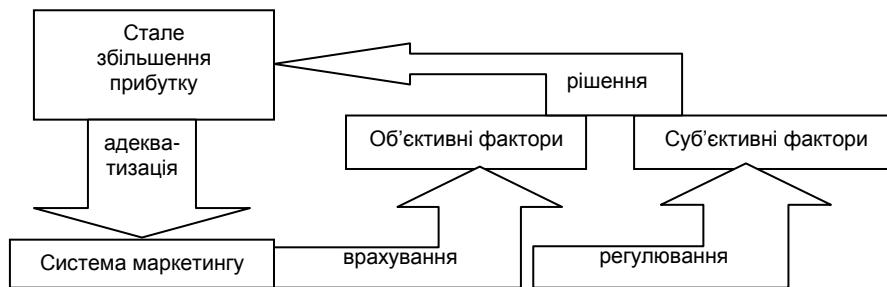 Стале
збільшення
прибутку
рішення
адеква-
тизація
Об’єктивні фактори
Суб’єктивні фактори
Система маркетингу
врахування
регулювання